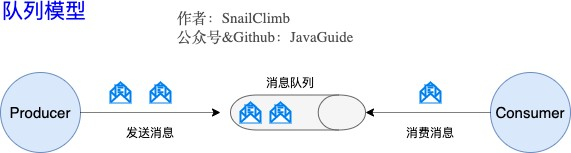 队列模型
作者：SnailClimb
公众号&Github：JavaGuide
消息队列
Producer
Consumer
发送消息
消费消息